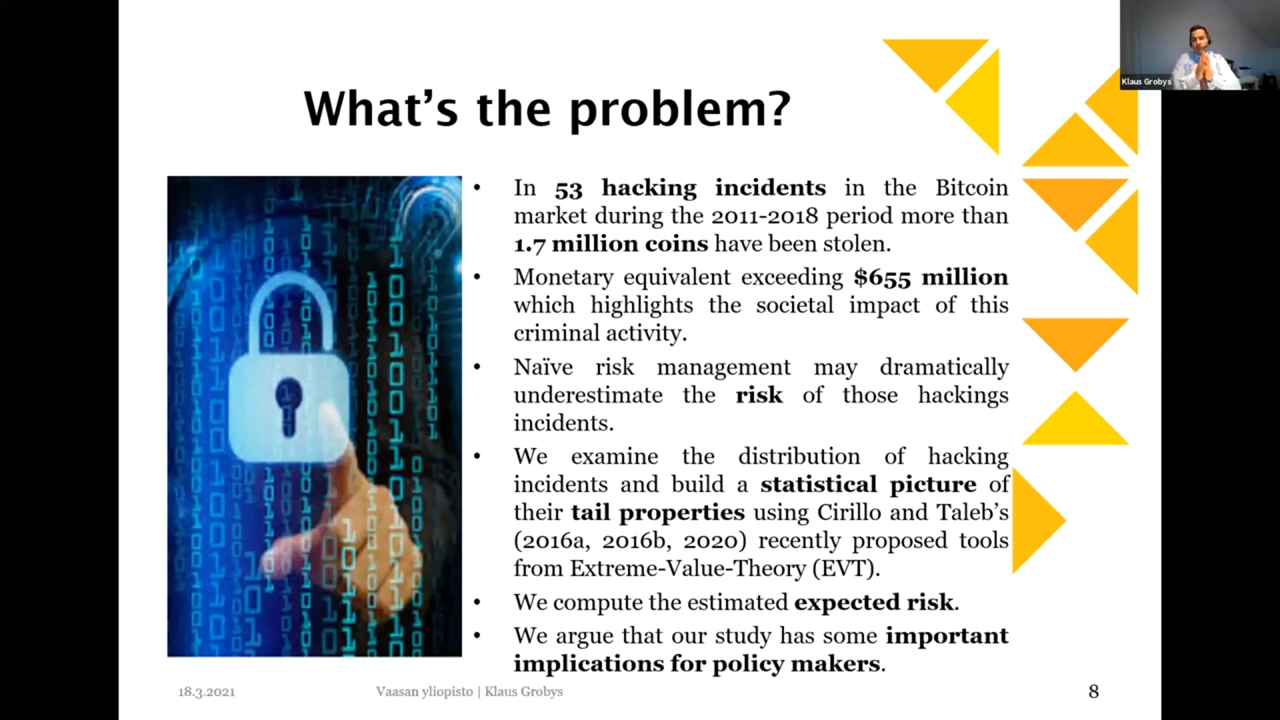 Klaus Grobys
What's the problem?
• In 53 hacking incidents in the Bitcoin
market during the 2011-2018 period more than
1.7 million coins have been stolen.
• Monetary equivalent exceeding $655 million
which highlights the societal impact of this
criminal activity.
• Naïve risk management may dramatically
underestimate the risk of those hackings
incidents.
• We examine the distribution of hacking
incidents and build a statistical picture of
their tail properties using Cirillo and Taleb's
(2016a, 2016b, 2020) recently proposed tools
from Extreme-Value-Theory (EVT).
• We compute the estimated expected risk.
• We argue that our study has some important
implications for policy makers.
18.3.2021
Vaasan yliopisto | Klaus Grobys
8